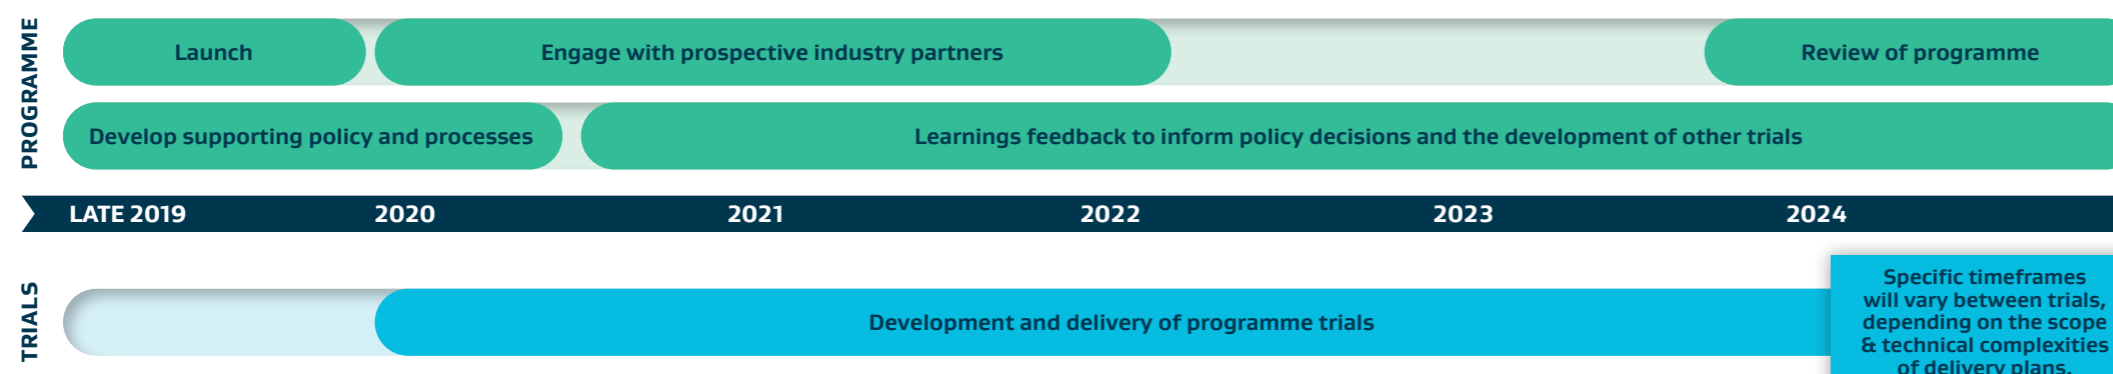 PROGRAMME
Launch
Engage with prospective industry partners
Review of programme
Develop supporting policy and processes
Learnings feedback to inform policy decisions and the development of other trials
LATE 2019
2020
2021
2022
2023
2024
TRIALS
Development and delivery of programme trials
Specific timeframes
will vary between trials,
depending on the scope
& technical complexities
of delivery plans.